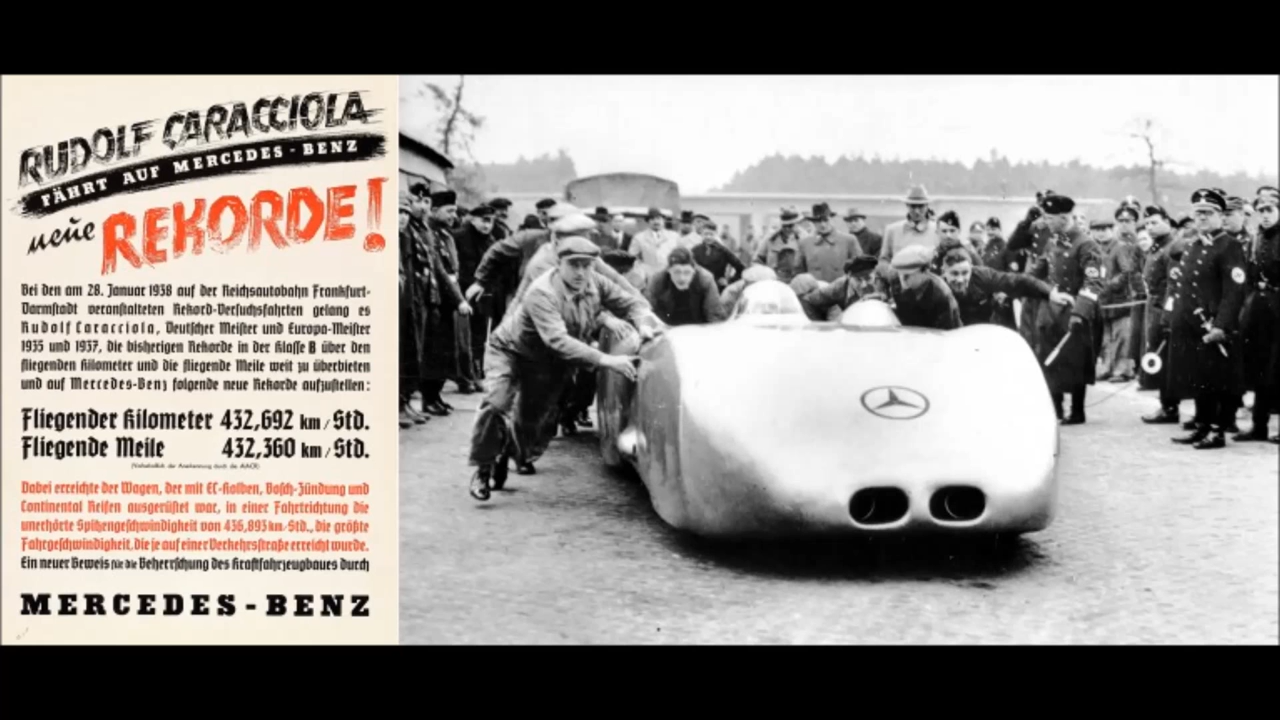 RUDOLF CARACCIOLA
FÄHRT AUF MERCEDES-BENZ
neue REKORDE!
Bei den am 28. Januar 1938 auf der Reichsautobahn Frankfurt-
Darmstadt veranstalteten Rekord-Versuchsfahrten gelang es
Rudolf Caracciola, Deutscher Meister und Europa-Meister
1935 und 1937, die bisherigen Rekorde in der Klasse B über den
fliegenden Kilometer und die fliegende Meile weit zu überbieten
und auf Mercedes-Benz folgende neue Rekorde aufzustellen:
Fliegender Kilometer 432,692 km/Std.
Fliegende Meile 432,360 km/Std.
(Vorbehaltlich der Anerkennung durch die AIACR)
Dabei erreichte der Wagen, der mit EC-Kolben, Bosch-Zündung und
Continental Reifen ausgerüstet war, in einer Fahrtrichtung die
unerhörte Spitzengeschwindigkeit von 436,893 km/Std., die größte
Fahrgeschwindigkeit, die je auf einer Verkehrsstraße erreicht wurde.
Ein neuer Beweis für die Beherrschung des Kraftfahrzeugbaues durch
MERCEDES-BENZ